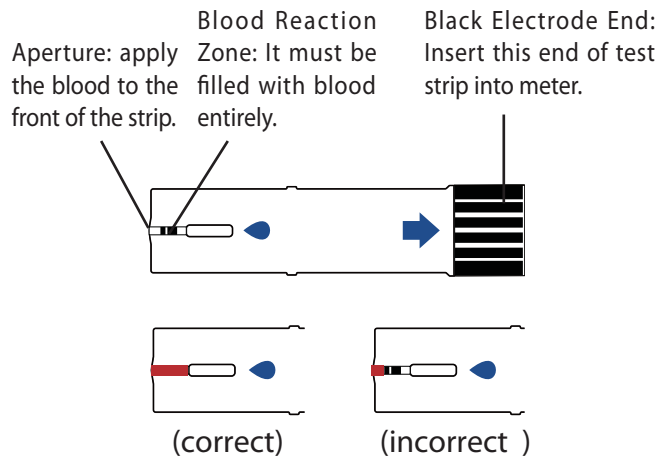 Aperture: apply
the blood to the
front of the strip.
Blood Reaction
Zone: It must be
filled with blood
entirely.
Black Electrode End:
Insert this end of test
strip into meter.
(correct)
(incorrect )